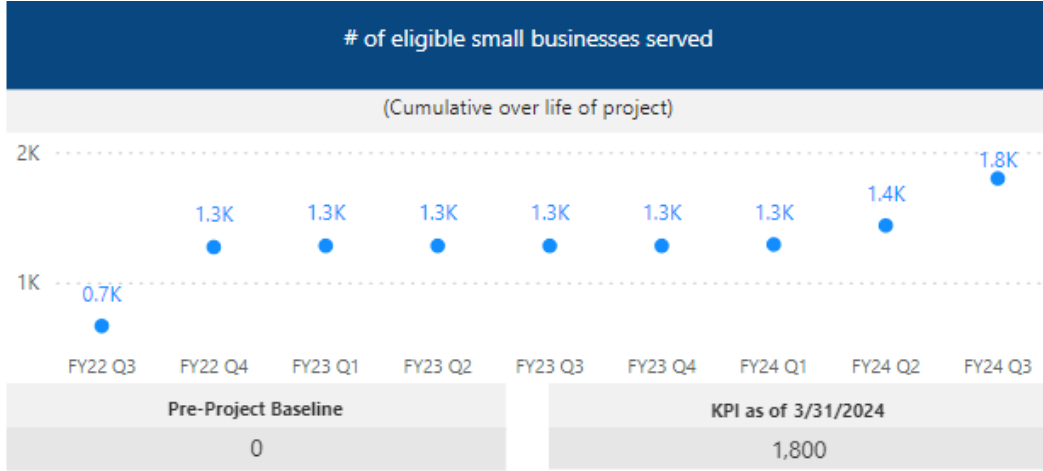 # of eligible small businesses served
(Cumulative over life of project)
2K
1.8K
1.4K
1.3K 1.3K 1.3K 1.3K 1.3K 1.3K
1K
0.7K
FY22 Q3 FY22 Q4 FY23 Q1 FY23 Q2 FY23 Q3 FY23 Q4 FY24 Q1 FY24 Q2 FY24 Q3
Pre-Project Baseline KPI as of 3/31/2024
0 1,800